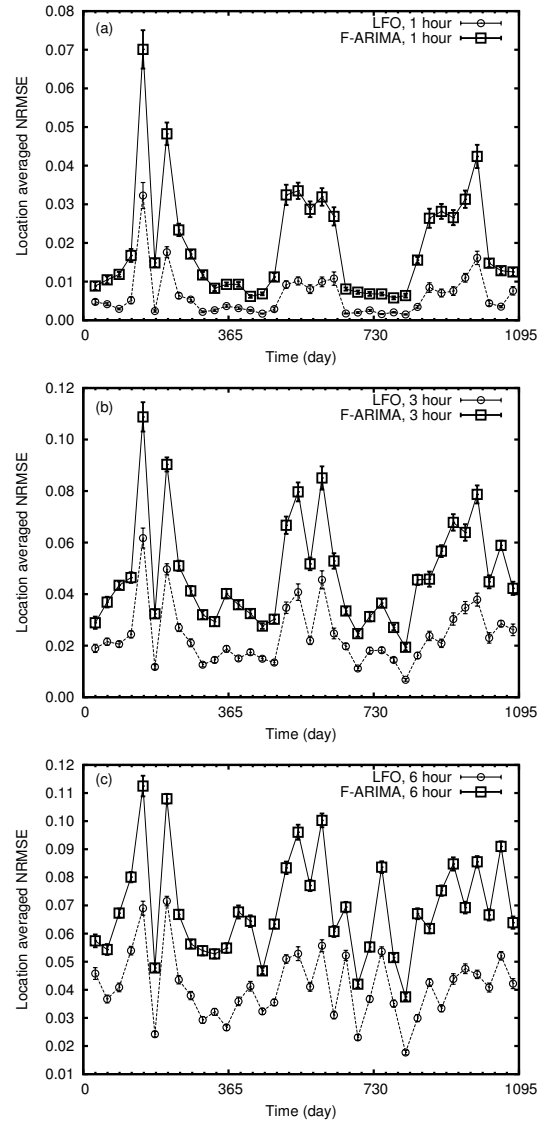 (a)
LFO, 1 hour
F-ARIMA, 1 hour
0.08
0.07
0.06
0.05
0.04
0.03
0.02
0.01
0.00
Location averaged NRMSE
0 365 730 1095
Time (day)
(b)
LFO, 3 hour
F-ARIMA, 3 hour
0.12
0.10
0.08
0.06
0.04
0.02
0.00
Location averaged NRMSE
0 365 730 1095
Time (day)
(c)
LFO, 6 hour
F-ARIMA, 6 hour
0.12
0.11
0.10
0.09
0.08
0.07
0.06
0.05
0.04
0.03
0.02
0.01
Location averaged NRMSE
0 365 730 1095
Time (day)